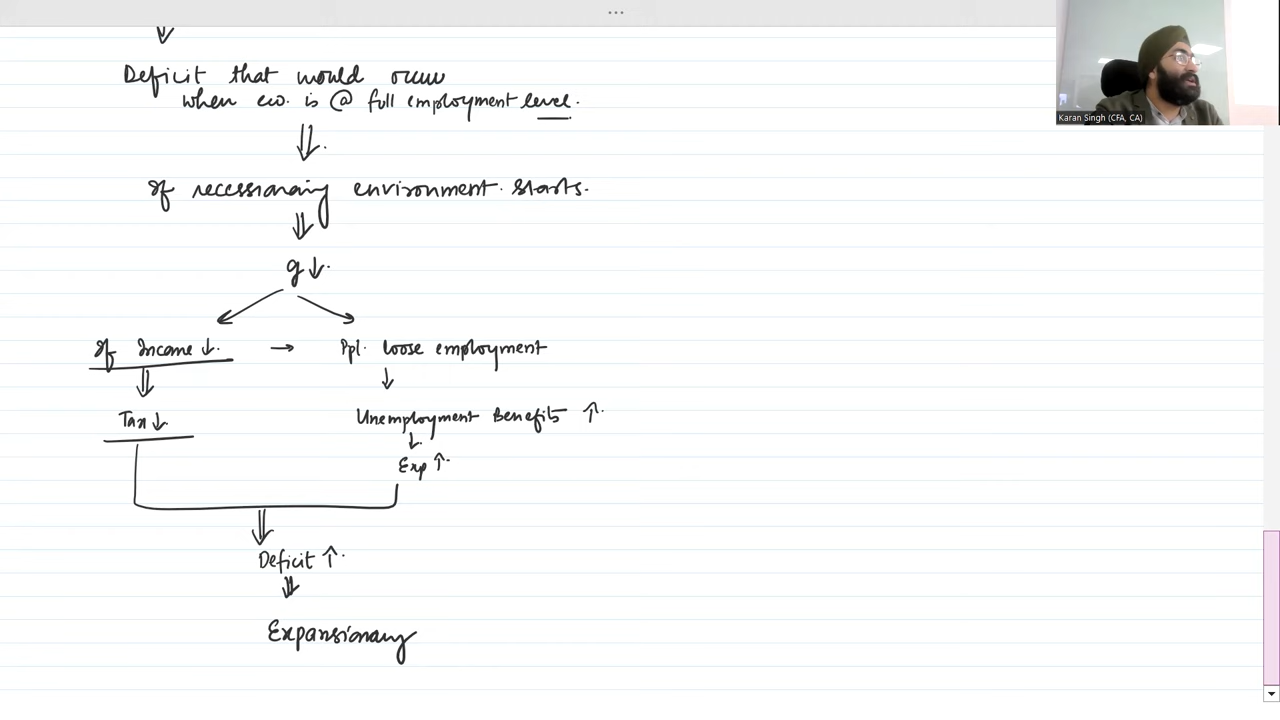 Deficit that would occur
when eco. is @ full employment level.
If recessionary environment starts.
g↓.
If Income ↓. → Ppl. loose employment
Tax↓ Unemployment Benefits ↑.
Exp ↑.
Deficit ↑.
Expansionary
Karan Singh (CFA, CA)